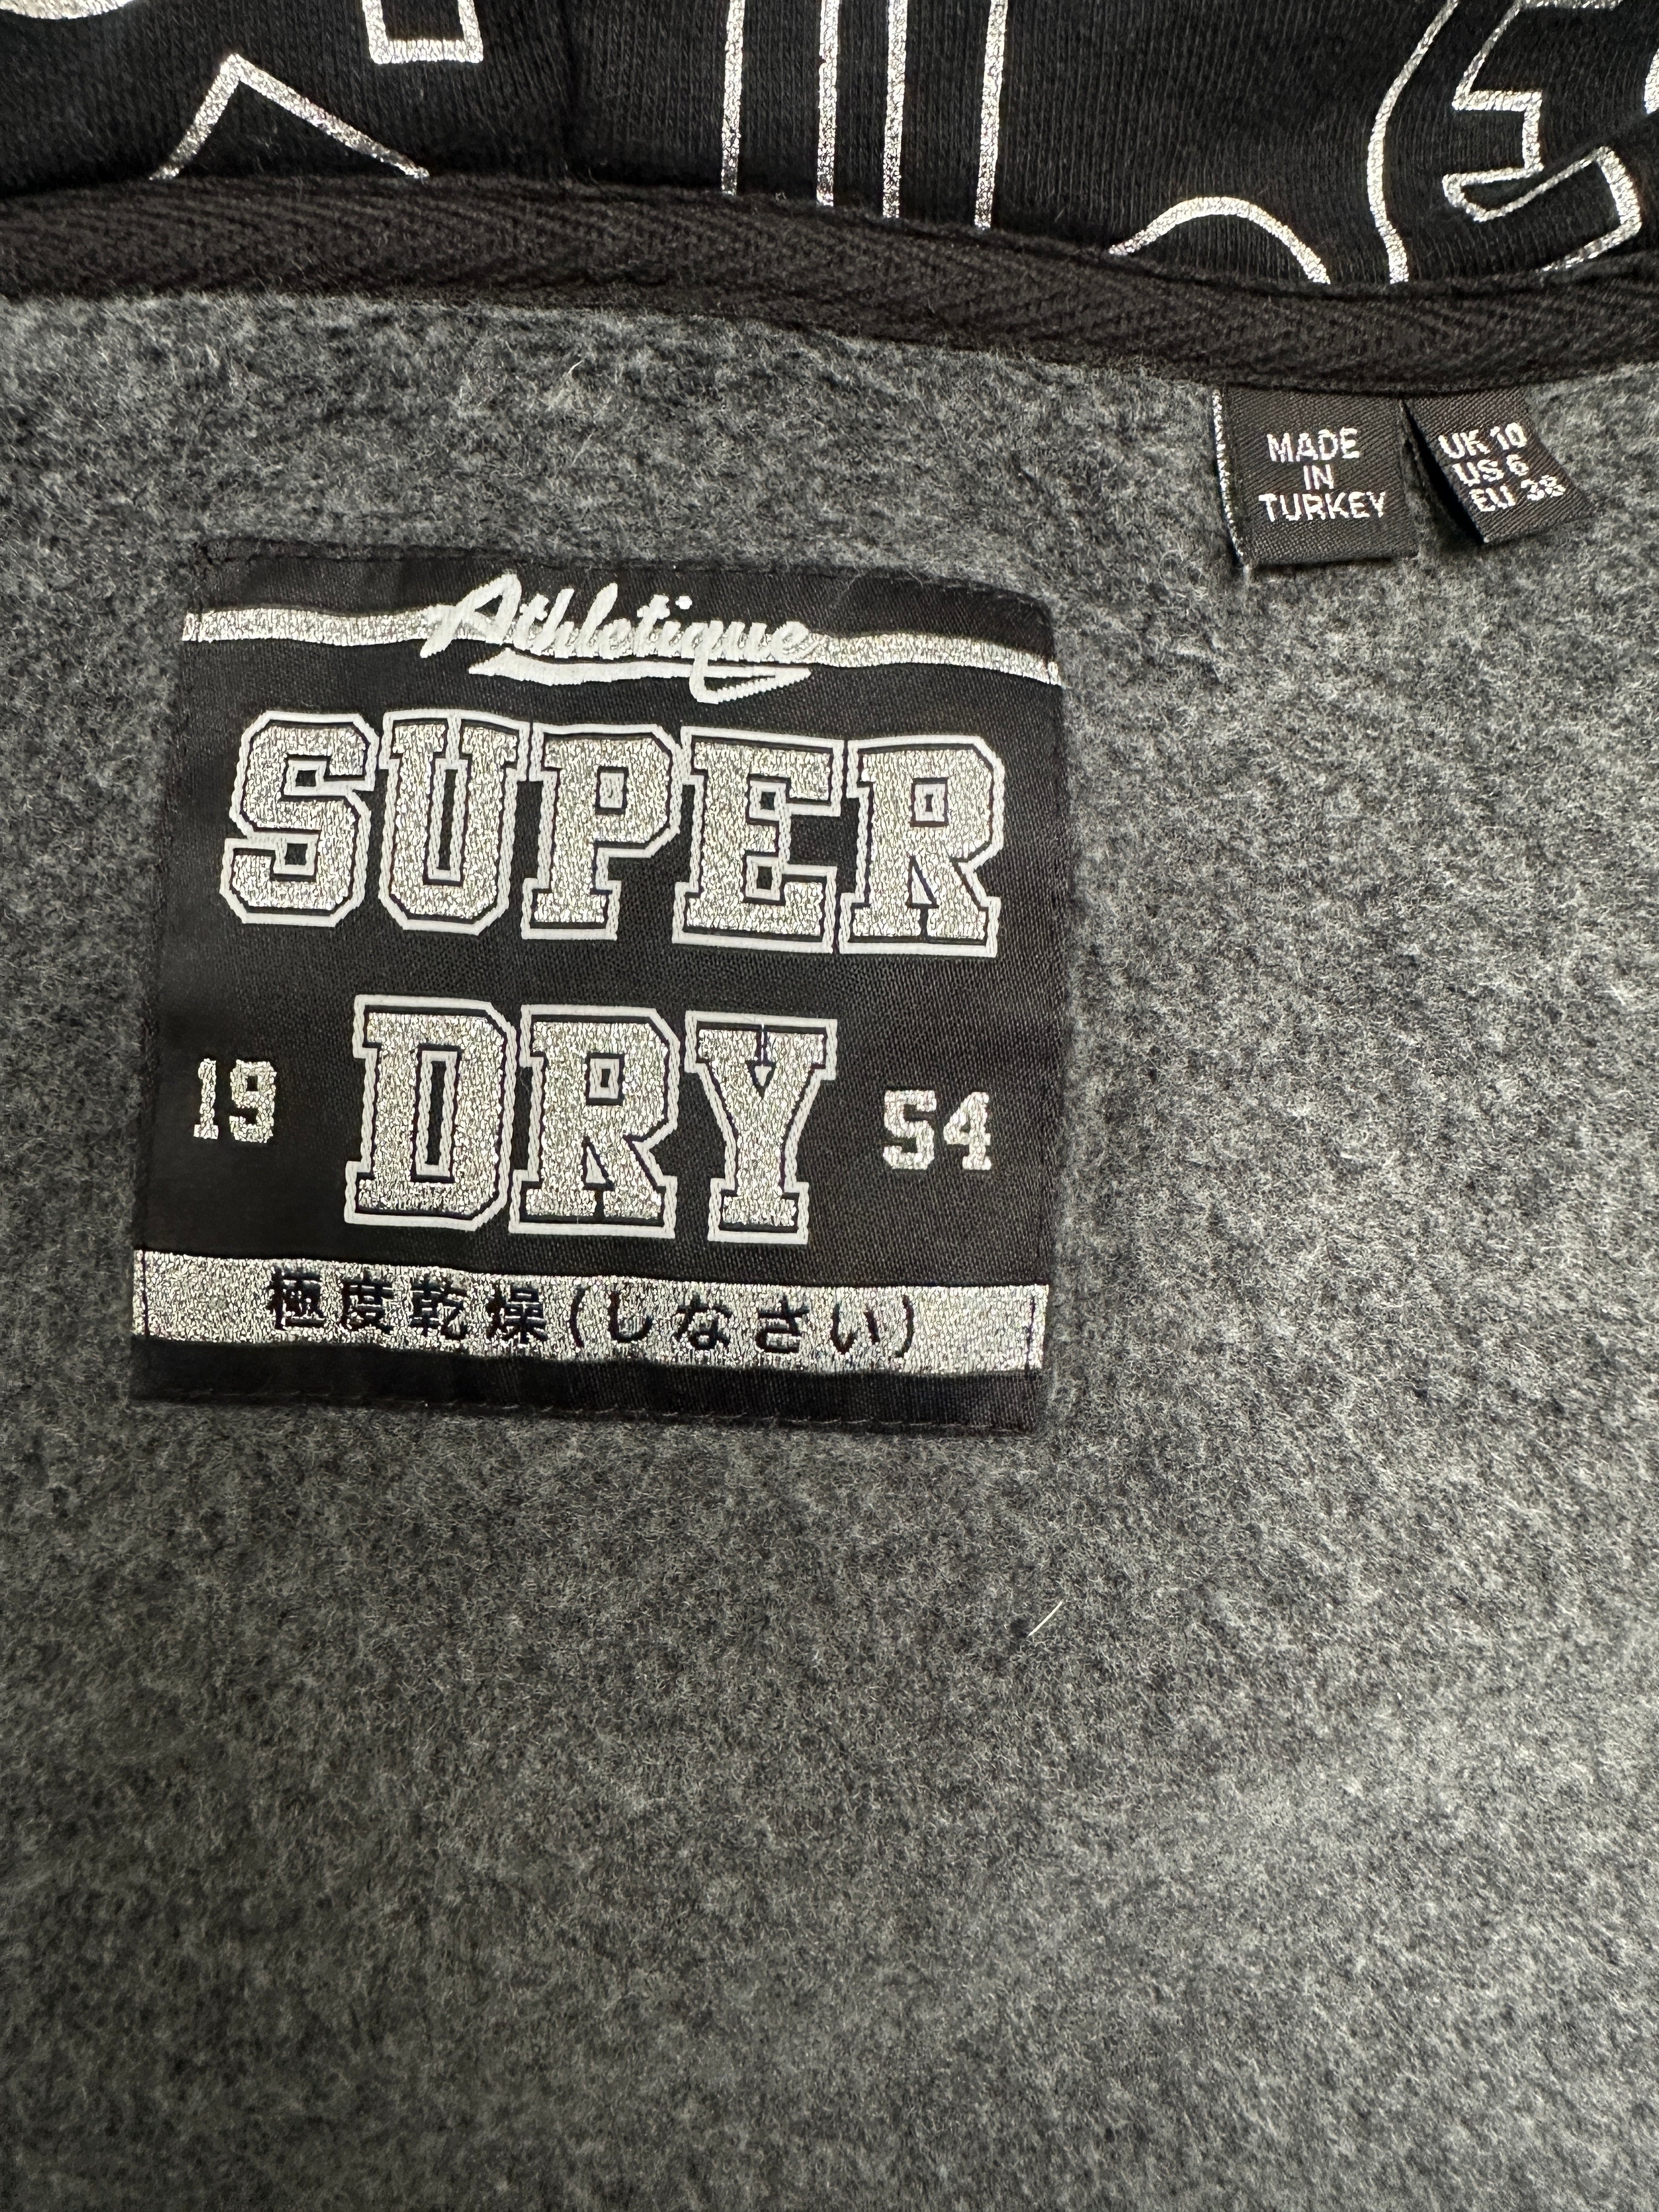 MADE
IN
TURKEY
UK 10
US 6
EU 38
Athletique
SUPER
19 DRY 54
極度乾燥(しなさい)